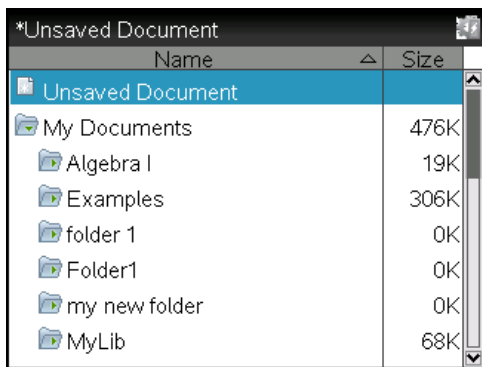 *Unsaved Document
Name Size
Unsaved Document
My Documents 476K
Algebra I 19K
Examples 306K
folder 1 0K
Folder1 0K
my new folder 0K
MyLib 68K